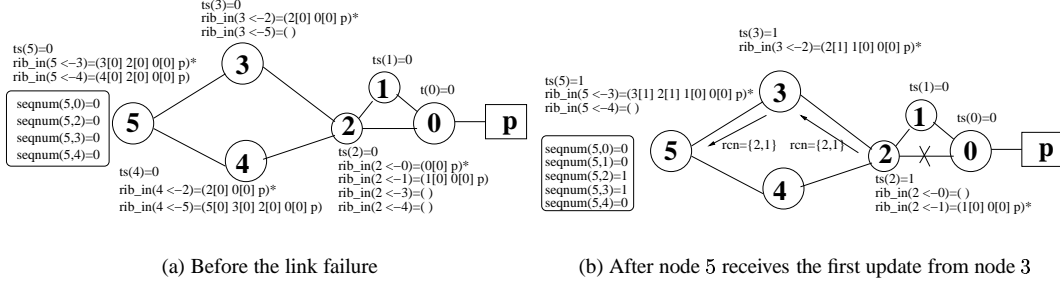 ts(3)=0
rib_in(3 <-2)=(2[0] 0[0] p)*
rib_in(3 <-5)=( )
ts(5)=0
rib_in(5 <-3)=(3[0] 2[0] 0[0] p)*
rib_in(5 <-4)=(4[0] 2[0] 0[0] p)
seqnum(5,0)=0
seqnum(5,2)=0
seqnum(5,3)=0
seqnum(5,4)=0
3
5
4
ts(1)=0
1
t(0)=0
2
0
p
ts(4)=0
rib_in(4 <-2)=(2[0] 0[0] p)*
rib_in(4 <-5)=(5[0] 3[0] 2[0] 0[0] p)
ts(2)=0
rib_in(2 <-0)=(0[0] p)*
rib_in(2 <-1)=(1[0] 0[0] p)
rib_in(2 <-3)=( )
rib_in(2 <-4)=( )
(a) Before the link failure
ts(3)=1
rib_in(3 <-2)=(2[1] 1[0] 0[0] p)*
ts(5)=1
rib_in(5 <-3)=(3[1] 2[1] 1[0] 0[0] p)*
rib_in(5 <-4)=( )
seqnum(5,0)=0
seqnum(5,1)=0
seqnum(5,2)=1
seqnum(5,3)=1
seqnum(5,4)=0
3
5
4
rcn={2,1}
rcn={2,1}
ts(1)=0
1
ts(0)=0
2
0
p
ts(2)=1
rib_in(2 <-0)=( )
rib_in(2 <-1)=(1[0] 0[0] p)*
(b) After node 5 receives the first update from node 3